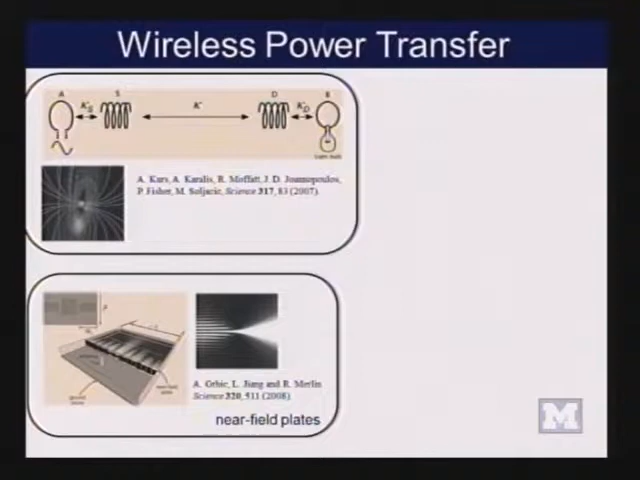 Wireless Power Transfer
A S D B
K
A. Kurs, A. Karalis, R. Moffatt, J. D. Joannopoulos,
P. Fisher, M. Soljacic, Science 317, 83 (2007).
A. Grbic, L. Jiang and R. Merlin
Science 320, 511 (2008).
near-field plates
M